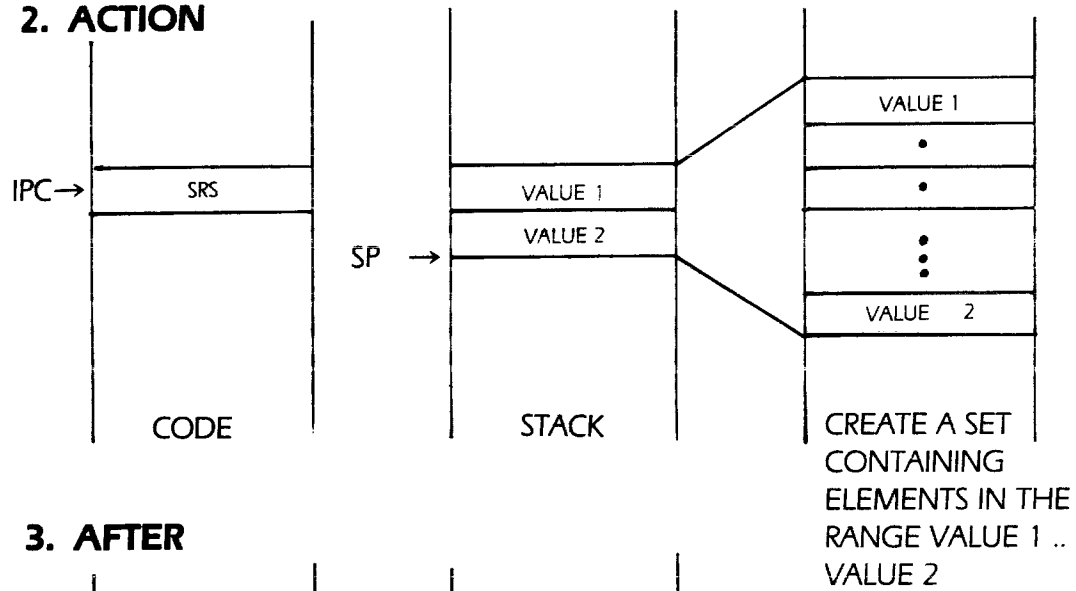 2. ACTION
VALUE 1
IPC→ SRS
VALUE 1
VALUE 2
SP →
VALUE 2
CODE
STACK
CREATE A SET
CONTAINING
ELEMENTS IN THE
RANGE VALUE 1 ..
VALUE 2
3. AFTER